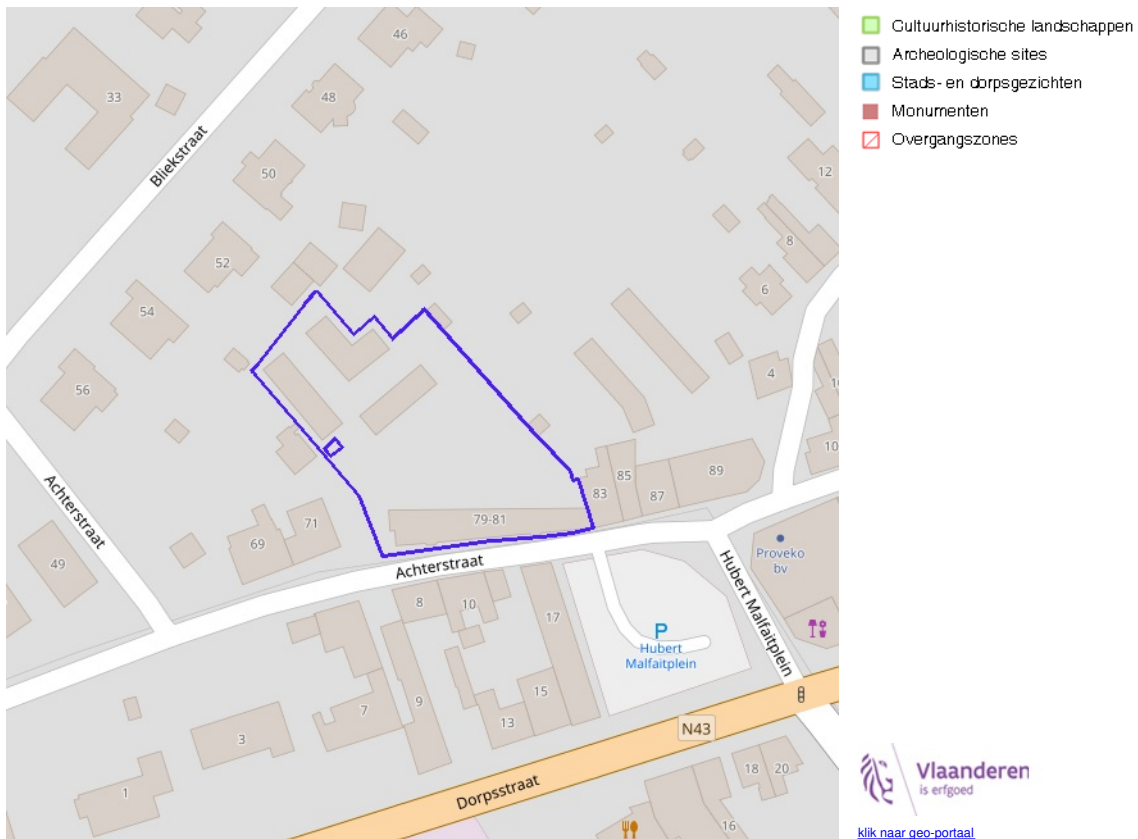 46
33
48
Bliekstraat
50
12
8
52
6
54
4
56
10
89
85
83
87
79-81
Achterstraat
71
69
49
Achterstraat
Proveko
bv
Hubert Malfaitplein
8
10
17
P
Hubert
Malfaitplein
7
9
15
13
3
N43
1
Dorpsstraat
18
20
16
Cultuurhistorische landschappen
Archeologische sites
Stads- en dorpsgezichten
Monumenten
Overgangszones
Vlaanderen
is erfgoed
klik naar geo-portaal